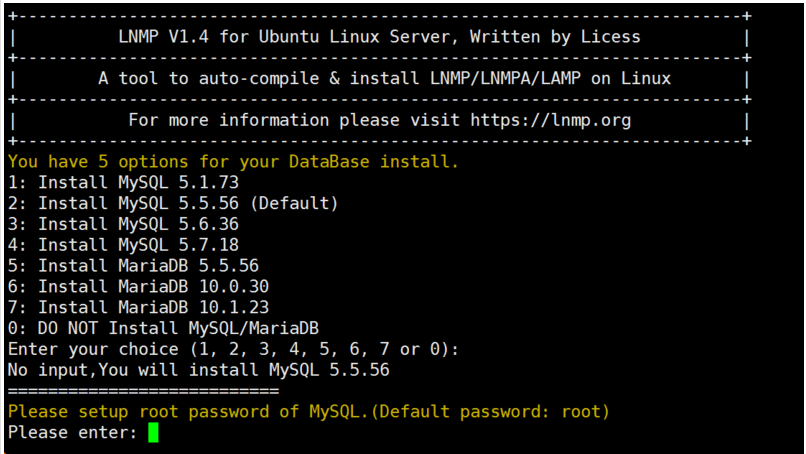 +------------------------------------------------------------------------+
|          LNMP V1.4 for Ubuntu Linux Server, Written by Licess          |
+------------------------------------------------------------------------+
|        A tool to auto-compile & install LNMP/LNMPA/LAMP on Linux       |
+------------------------------------------------------------------------+
|           For more information please visit https://lnmp.org           |
+------------------------------------------------------------------------+
You have 5 options for your DataBase install.
1: Install MySQL 5.1.73
2: Install MySQL 5.5.56 (Default)
3: Install MySQL 5.6.36
4: Install MySQL 5.7.18
5: Install MariaDB 5.5.56
6: Install MariaDB 10.0.30
7: Install MariaDB 10.1.23
0: DO NOT Install MySQL/MariaDB
Enter your choice (1, 2, 3, 4, 5, 6, 7 or 0):
No input,You will install MySQL 5.5.56
===========================
Please setup root password of MySQL.(Default password: root)
Please enter: